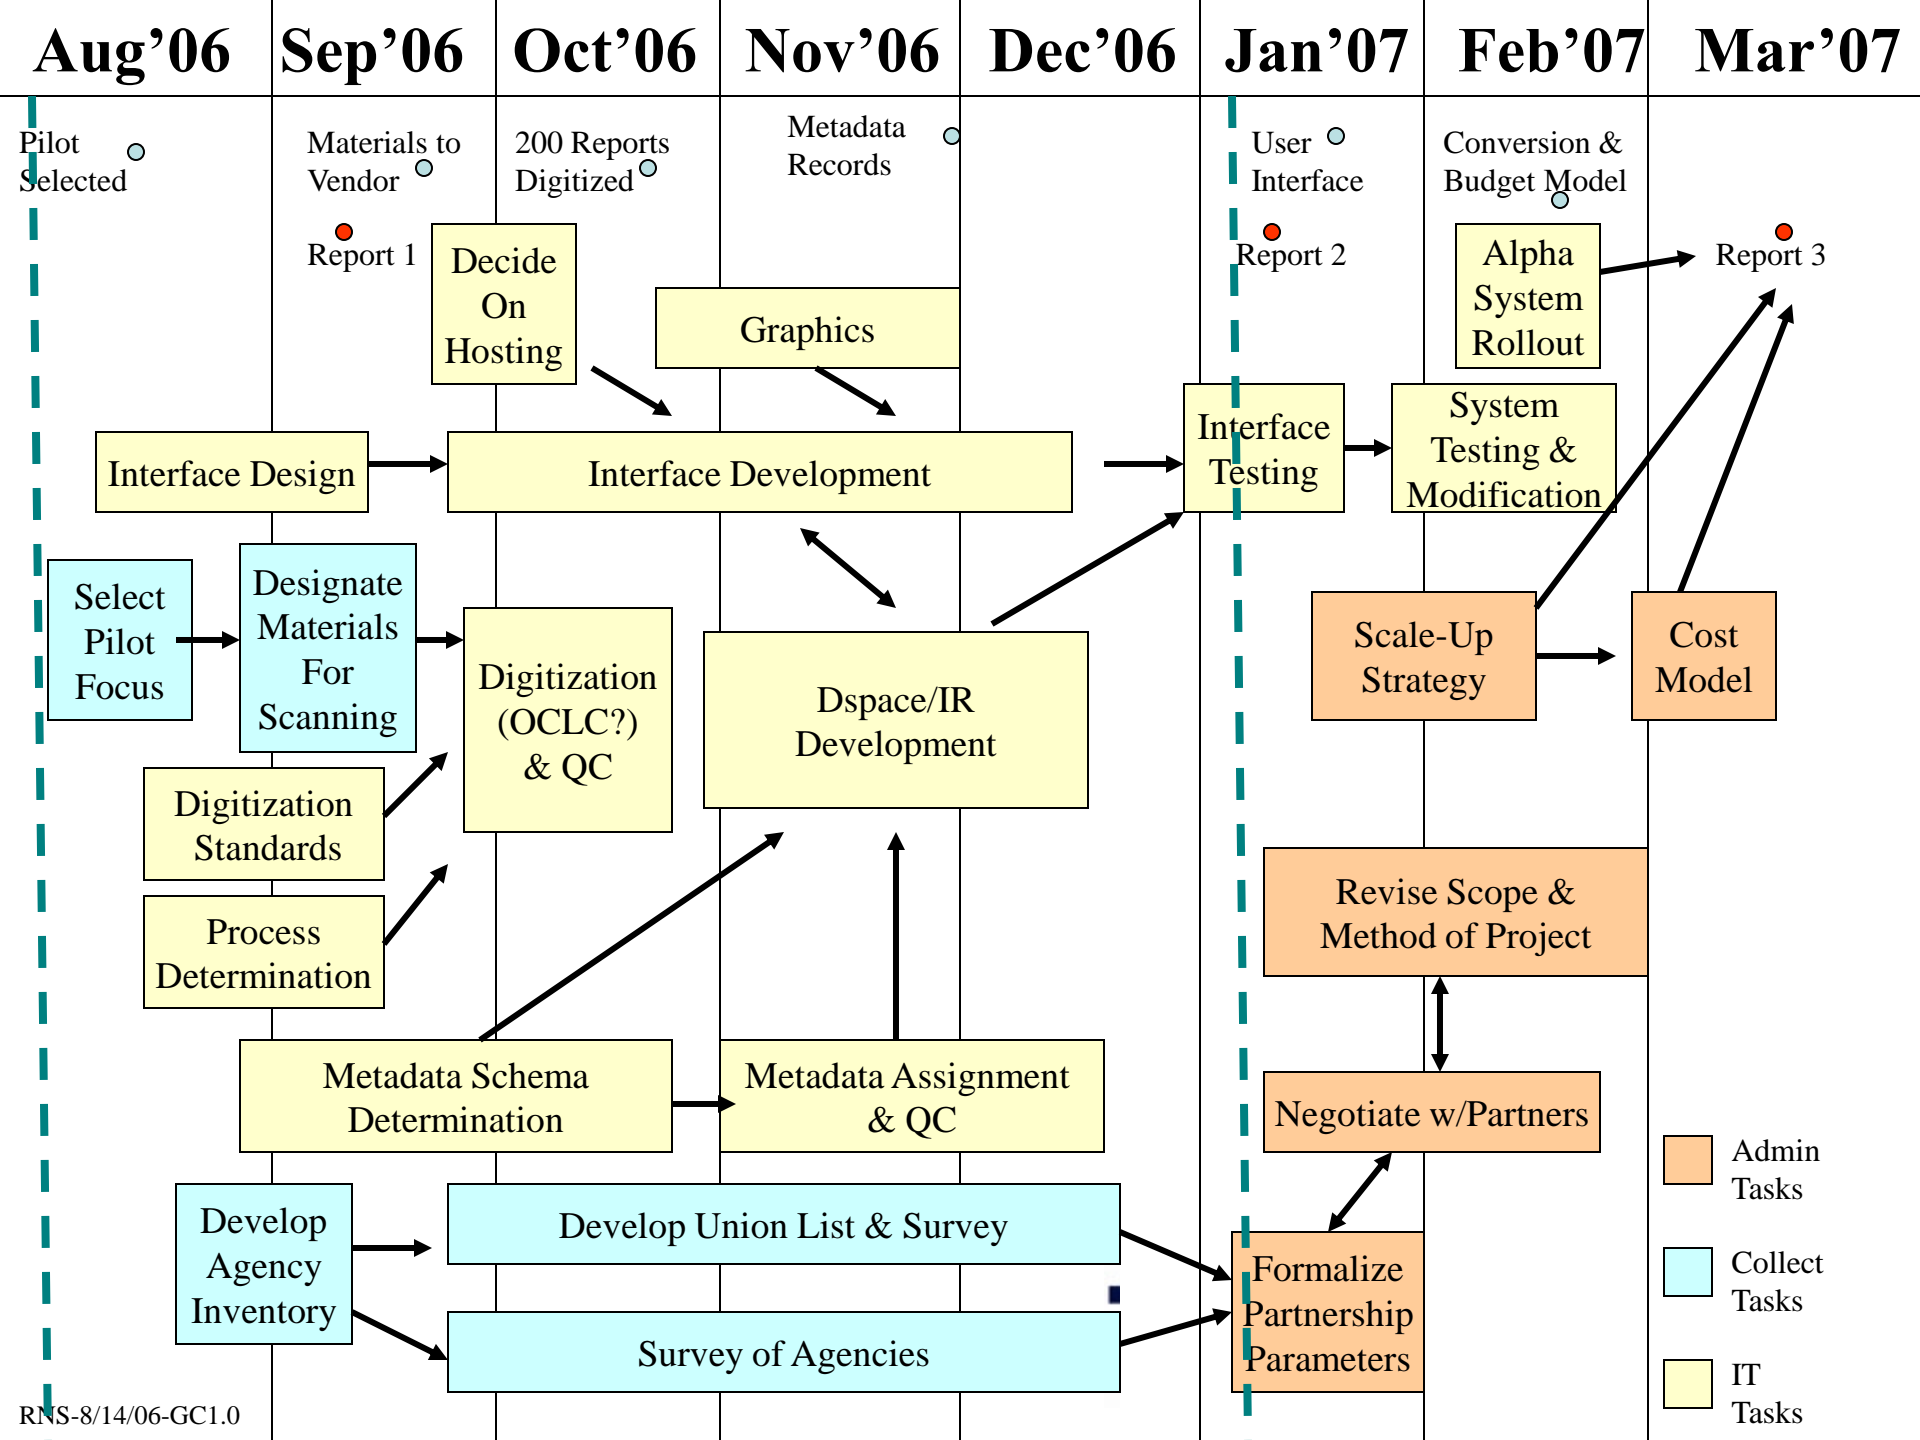 Aug’06 Sep’06 Oct’06 Nov’06 Dec’06 Jan’07 Feb’07 Mar’07
Pilot
Selected
Materials to
Vendor
200 Reports
Digitized
Metadata
Records
User
Interface
Conversion &
Budget Model
Report 1
Report 2
Report 3
Decide
On
Hosting
Graphics
Alpha
System
Rollout
Interface Design
Interface Development
Interface
Testing
System
Testing &
Modification
Select
Pilot
Focus
Designate
Materials
For
Scanning
Digitization
(OCLC?)
& QC
Dspace/IR
Development
Scale-Up
Strategy
Cost
Model
Digitization
Standards
Process
Determination
Revise Scope &
Method of Project
Metadata Schema
Determination
Metadata Assignment
& QC
Negotiate w/Partners
Develop
Agency
Inventory
Develop Union List & Survey
Survey of Agencies
Formalize
Partnership
Parameters
Admin
Tasks
Collect
Tasks
IT
Tasks
RNS-8/14/06-GC1.0